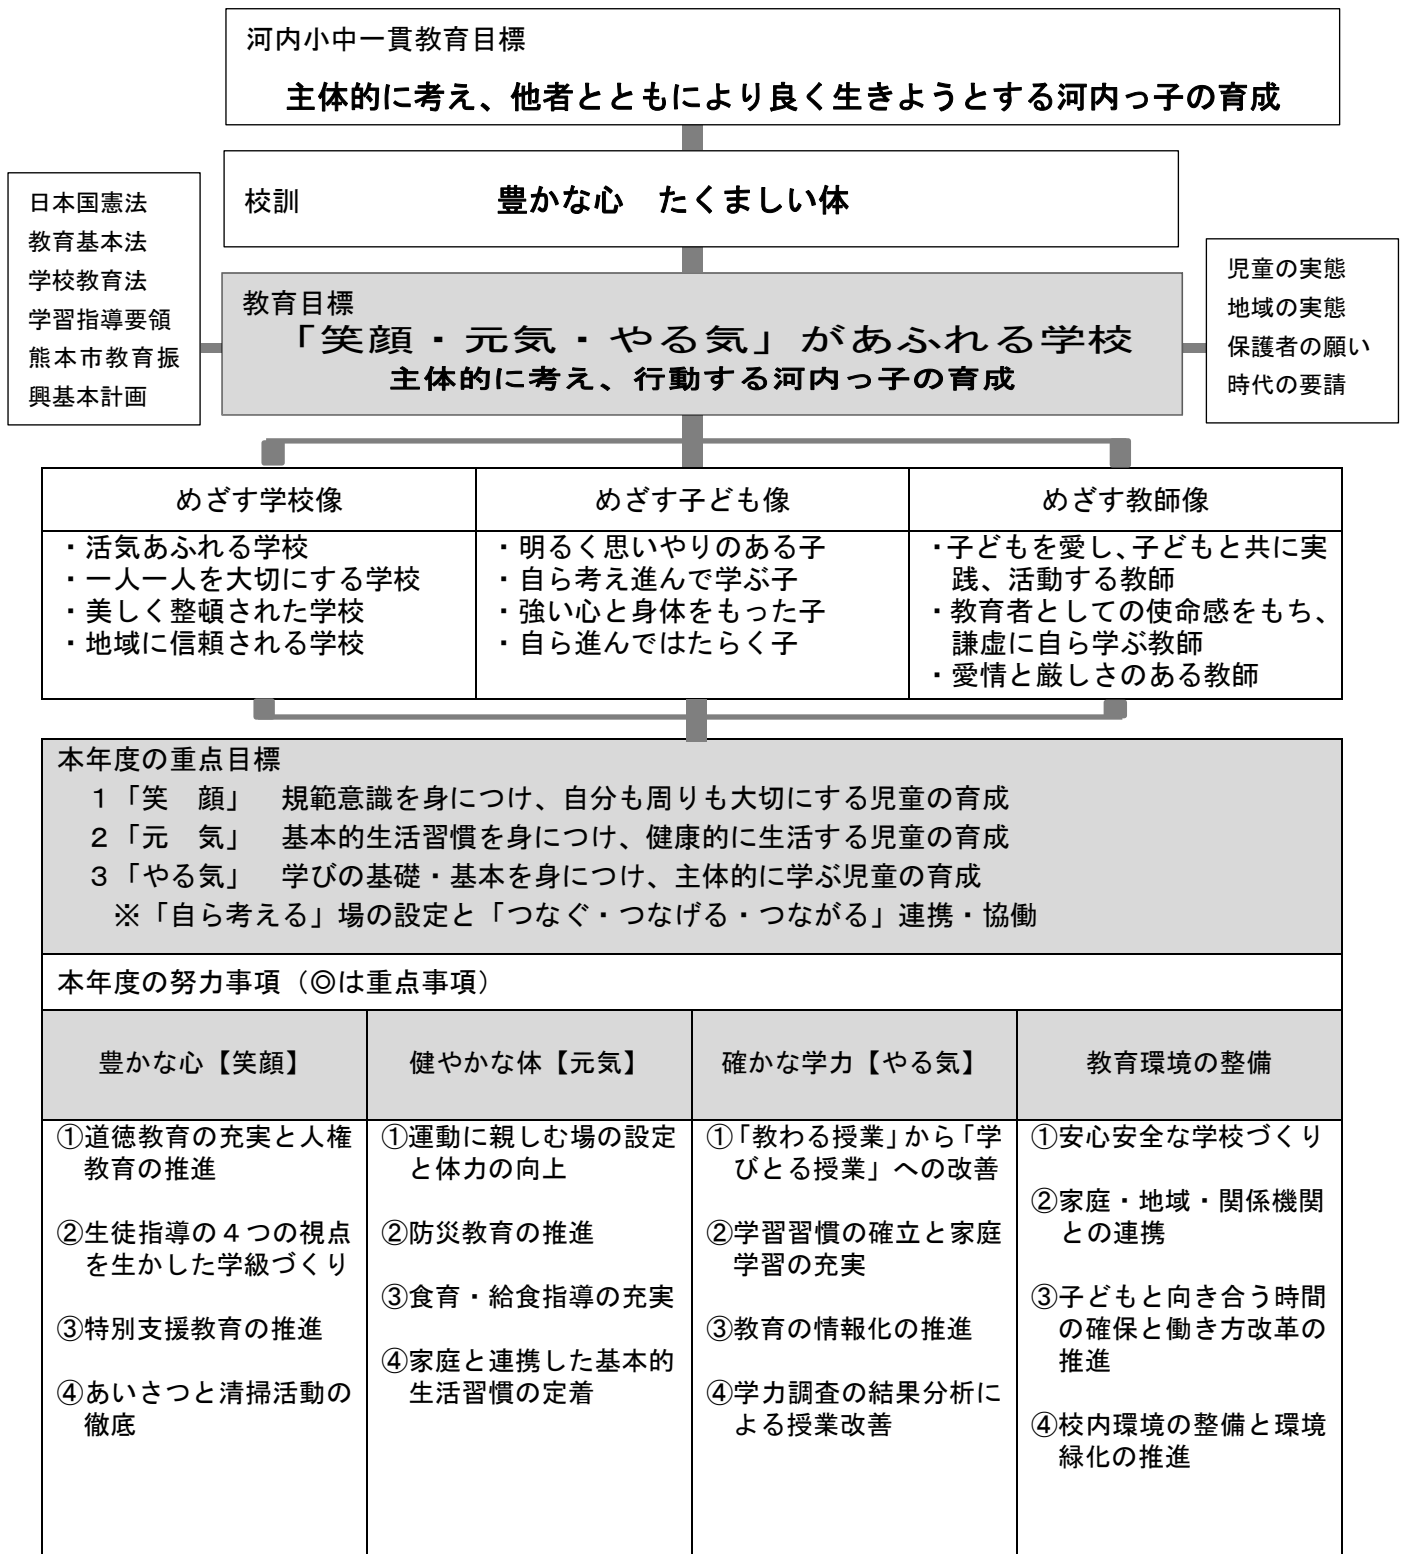 河内小中一貫教育目標
主体的に考え、他者とともにより良く生きようとする河内っ子の育成
校訓　豊かな心　たくましい体
日本国憲法
教育基本法
学校教育法
学習指導要領
熊本市教育振
興基本計画
教育目標
「笑顔・元気・やる気」があふれる学校
主体的に考え、行動する河内っ子の育成
児童の実態
地域の実態
保護者の願い
時代の要請
めざす学校像
・活気あふれる学校
・一人一人を大切にする学校
・美しく整頓された学校
・地域に信頼される学校
めざす子ども像
・明るく思いやりのある子
・自ら考え進んで学ぶ子
・強い心と身体をもった子
・自ら進んではたらく子
めざす教師像
・子どもを愛し、子どもと共に実
践、活動する教師
・教育者としての使命感をもち、
謙虚に自ら学ぶ教師
・愛情と厳しさのある教師
本年度の重点目標
１「笑　顔」　規範意識を身につけ、自分も周りも大切にする児童の育成
２「元　気」　基本的生活習慣を身につけ、健康的に生活する児童の育成
３「やる気」　学びの基礎・基本を身につけ、主体的に学ぶ児童の育成
※「自ら考える」場の設定と「つなぐ・つなげる・つながる」連携・協働
本年度の努力事項（◎は重点事項）
豊かな心【笑顔】
①道徳教育の充実と人権
教育の推進
②生徒指導の４つの視点
を生かした学級づくり
③特別支援教育の推進
④あいさつと清掃活動の
徹底
健やかな体【元気】
①運動に親しむ場の設定
と体力の向上
②防災教育の推進
③食育・給食指導の充実
④家庭と連携した基本的
生活習慣の定着
確かな学力【やる気】
①「教わる授業」から「学
びとる授業」への改善
②学習習慣の確立と家庭
学習の充実
③教育の情報化の推進
④学力調査の結果分析に
よる授業改善
教育環境の整備
①安心安全な学校づくり
②家庭・地域・関係機関
との連携
③子どもと向き合う時間
の確保と働き方改革の
推進
④校内環境の整備と環境
緑化の推進